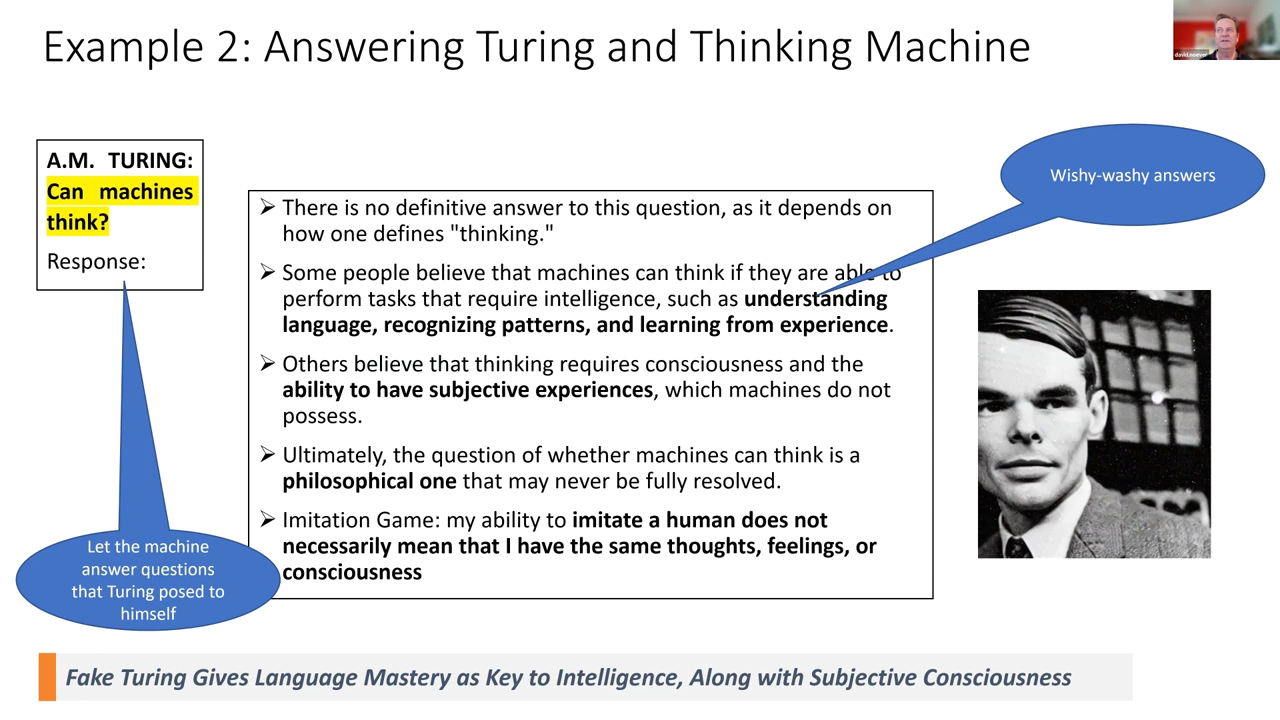 Example 2: Answering Turing and Thinking Machine
david.noever
A.M. TURING:
Can machines
think?
Response:
➢ There is no definitive answer to this question, as it depends on
how one defines "thinking."
➢ Some people believe that machines can think if they are able to
perform tasks that require intelligence, such as understanding
language, recognizing patterns, and learning from experience.
➢ Others believe that thinking requires consciousness and the
ability to have subjective experiences, which machines do not
possess.
➢ Ultimately, the question of whether machines can think is a
philosophical one that may never be fully resolved.
➢ Imitation Game: my ability to imitate a human does not
necessarily mean that I have the same thoughts, feelings, or
consciousness
Wishy-washy answers
Let the machine
answer questions
that Turing posed to
himself
Fake Turing Gives Language Mastery as Key to Intelligence, Along with Subjective Consciousness